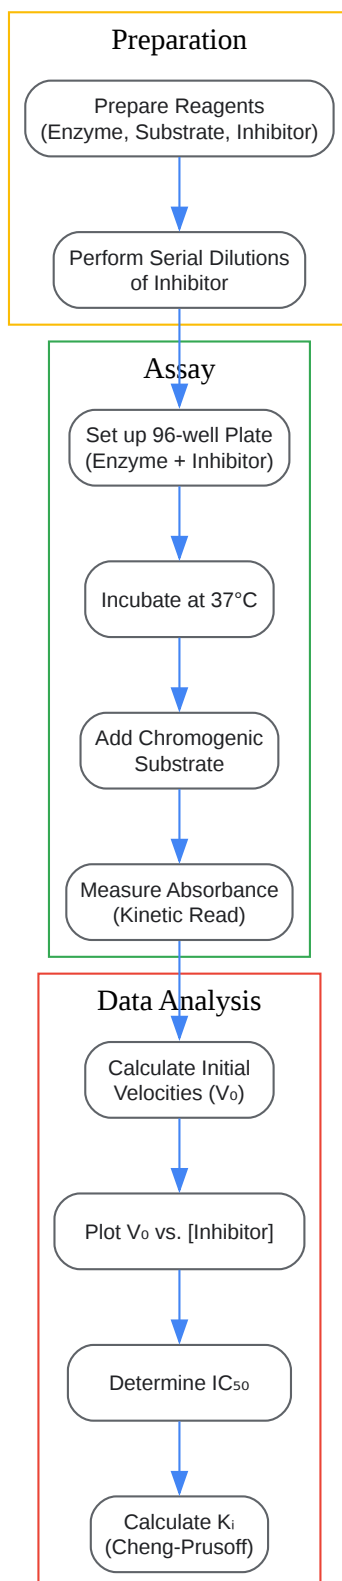 Preparation
Prepare Reagents
(Enzyme, Substrate, Inhibitor)
Perform Serial Dilutions
of Inhibitor
Assay
Set up 96-well Plate
(Enzyme + Inhibitor)
Incubate at 37°C
Add Chromogenic
Substrate
Measure Absorbance
(Kinetic Read)
Data Analysis
Calculate Initial
Velocities (V₀)
Plot V₀ vs. [Inhibitor]
Determine IC₅₀
Calculate Kᵢ
(Cheng-Prusoff)